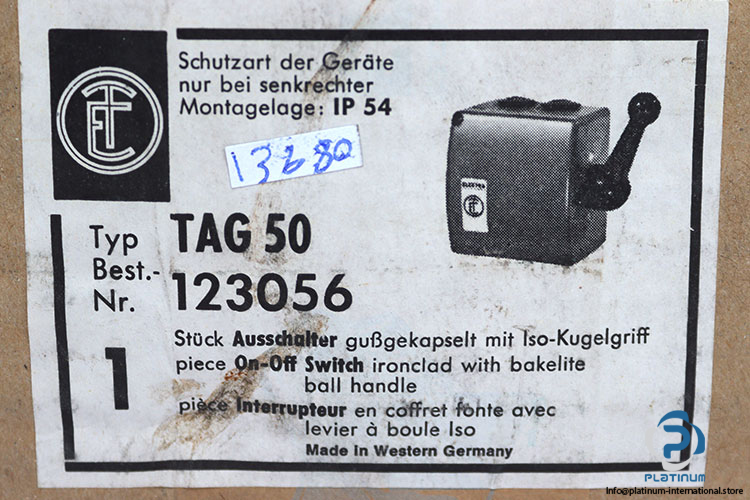 Schutzart der Geräte
nur bei senkrechter
Montagelage: IP 54
13680
ELEKTRA
Typ TAG 50
Best.-
Nr. 123056
1
Stück Ausschalter gußgekapselt mit Iso-Kugelgriff
piece On-Off Switch ironclad with bakelite
ball handle
pièce Interrupteur en coffret fonte avec
levier à boule Iso
Made in Western Germany
PLATINUM
Info@platinum-international.store